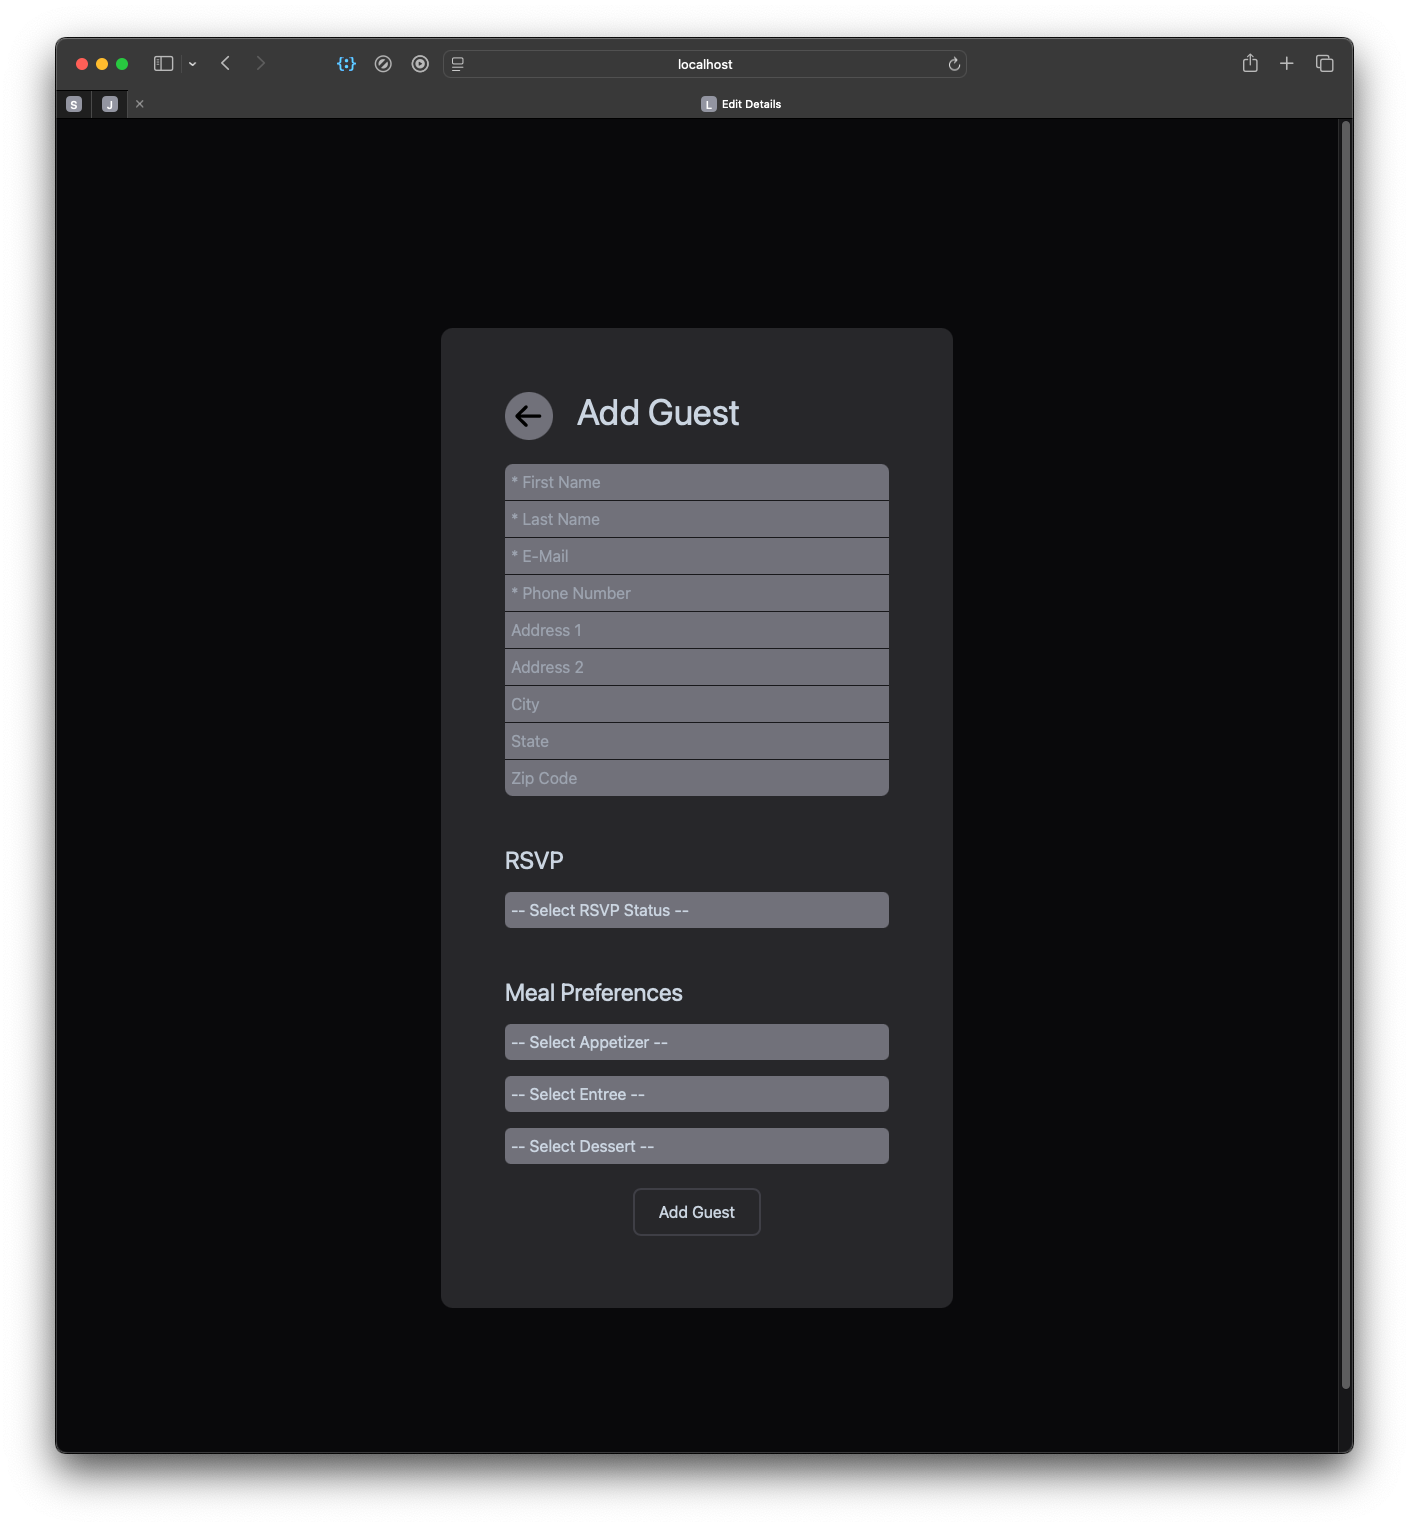 localhost
S
J
L Edit Details
Add Guest
* First Name
* Last Name
* E-Mail
* Phone Number
Address 1
Address 2
City
State
Zip Code
RSVP
-- Select RSVP Status --
Meal Preferences
-- Select Appetizer --
-- Select Entree --
-- Select Dessert --
Add Guest